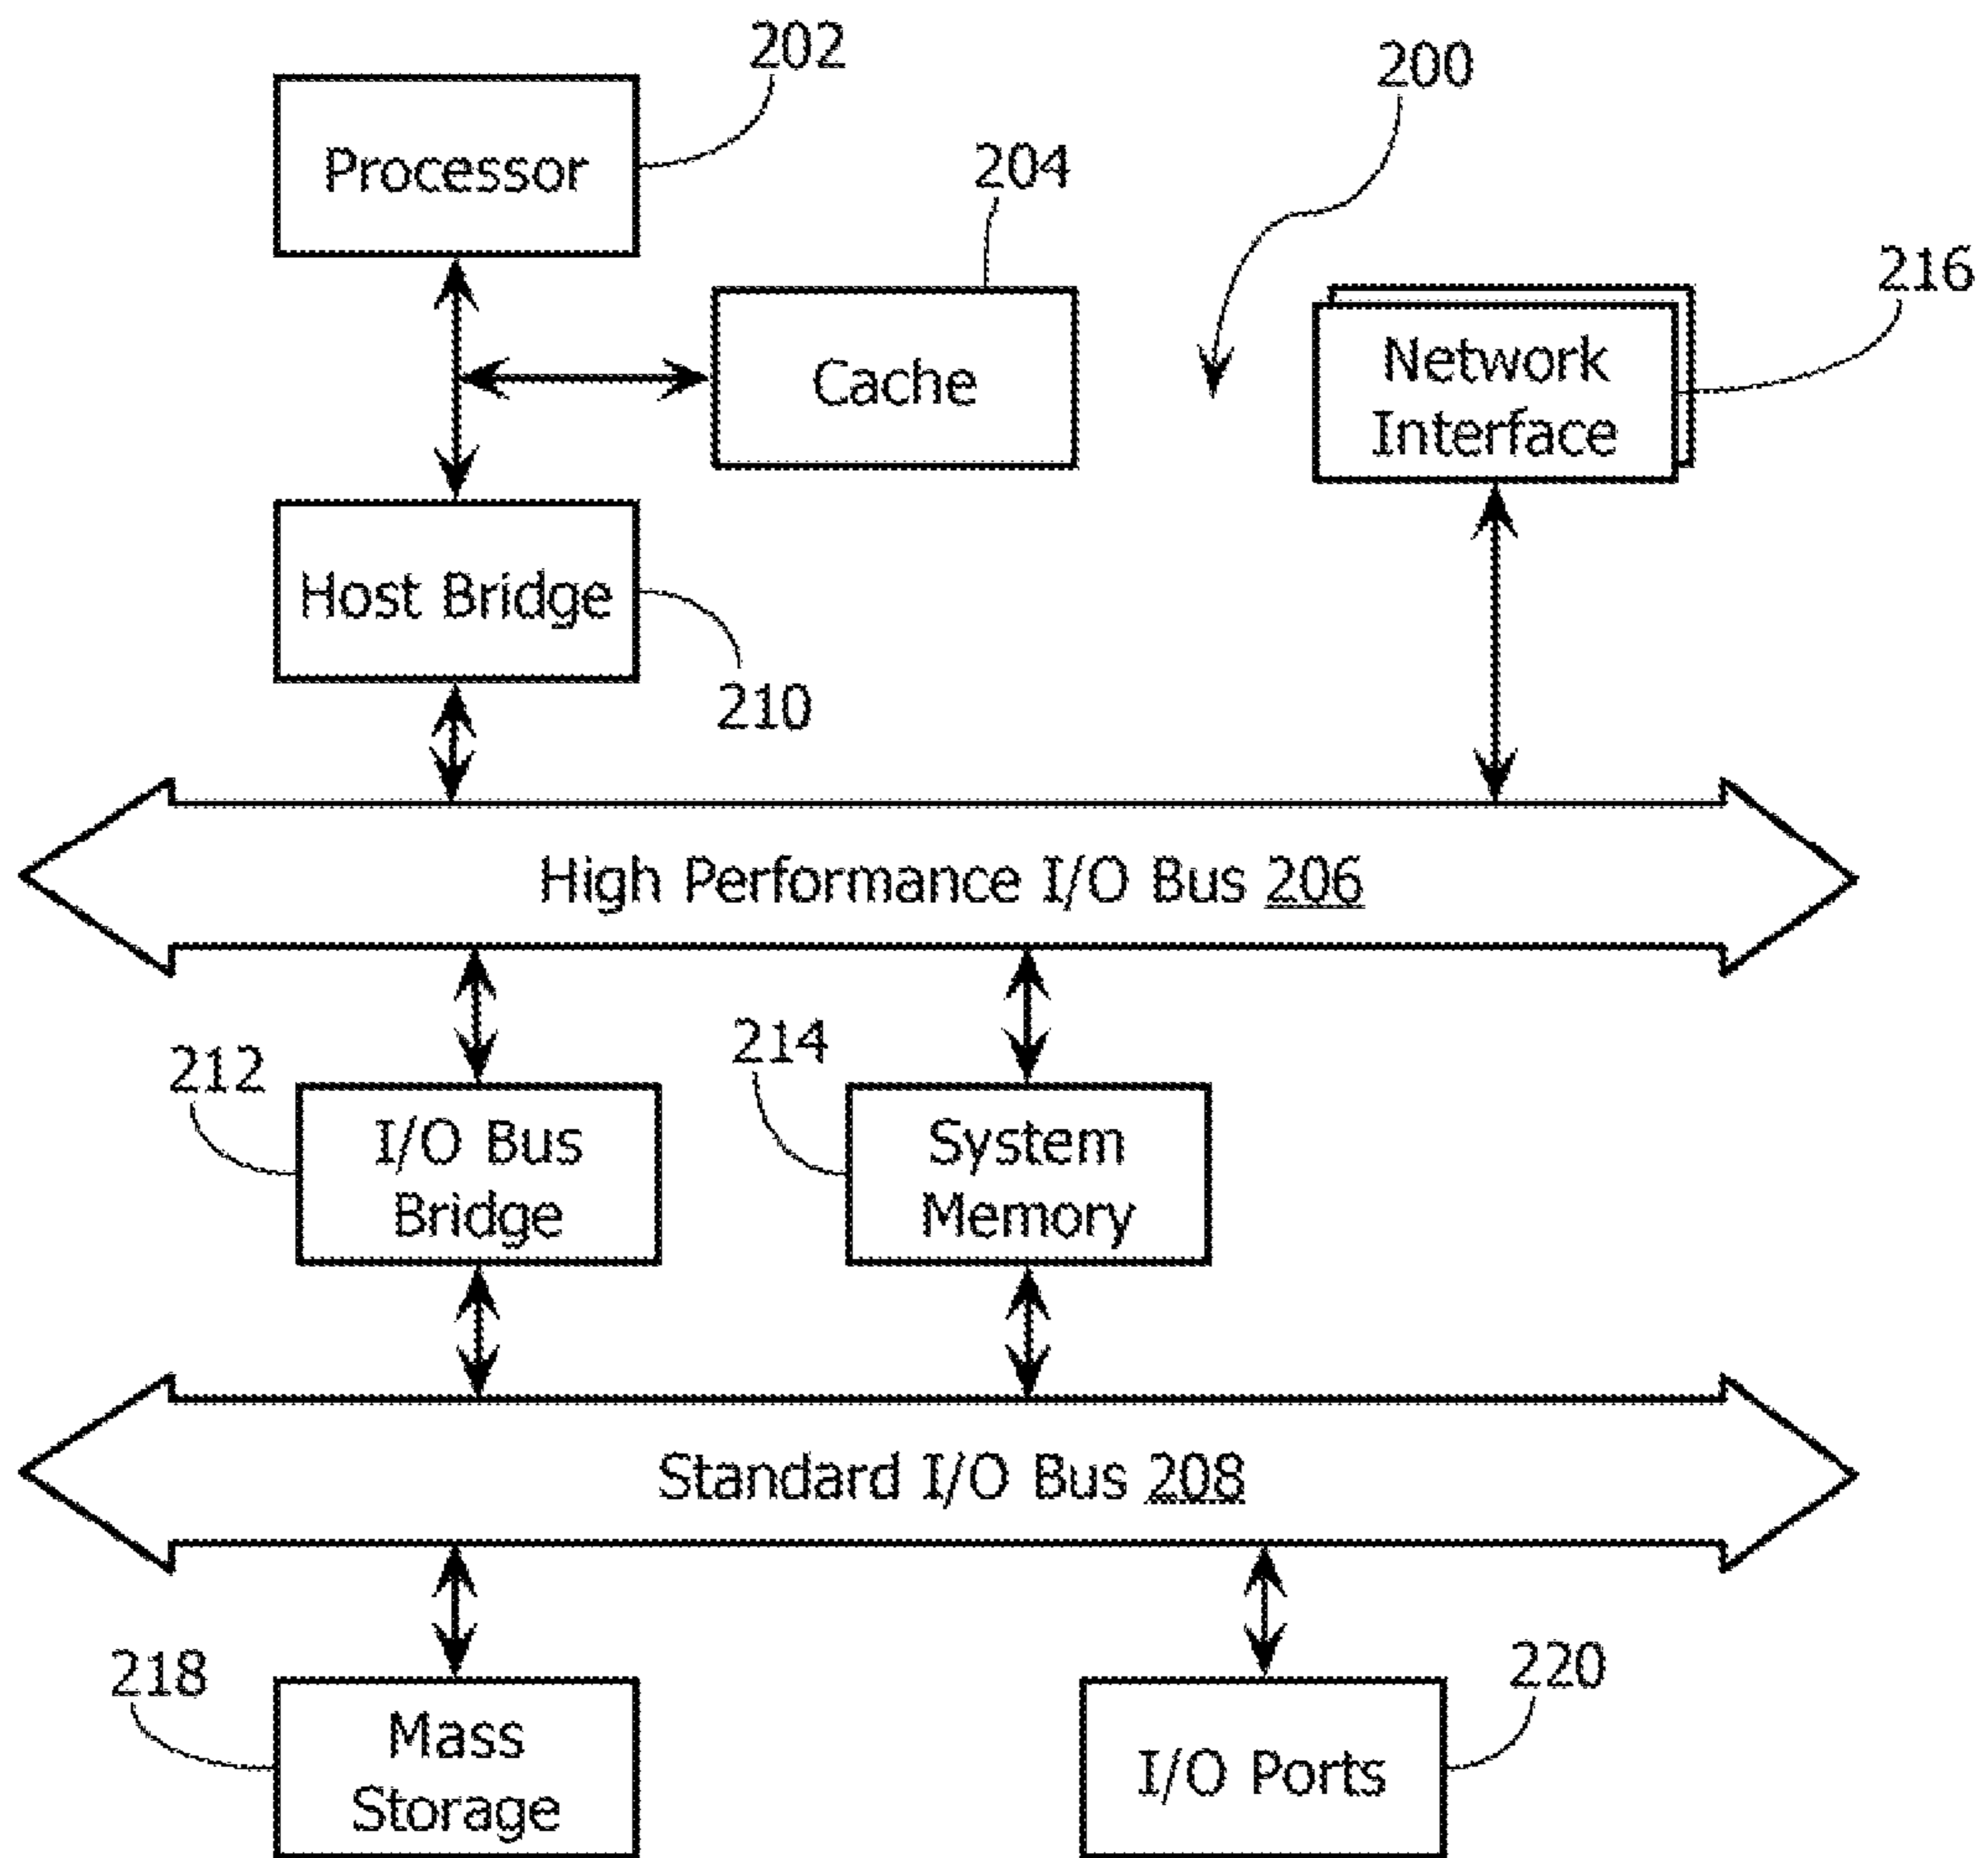 202
200
Processor
204
216
Network
Interface
Cache
Host Bridge
210
High Performance I/O Bus 206
212
214
I/O Bus
Bridge
System
Memory
Standard I/O Bus 208
218
220
Mass
Storage
I/O Ports